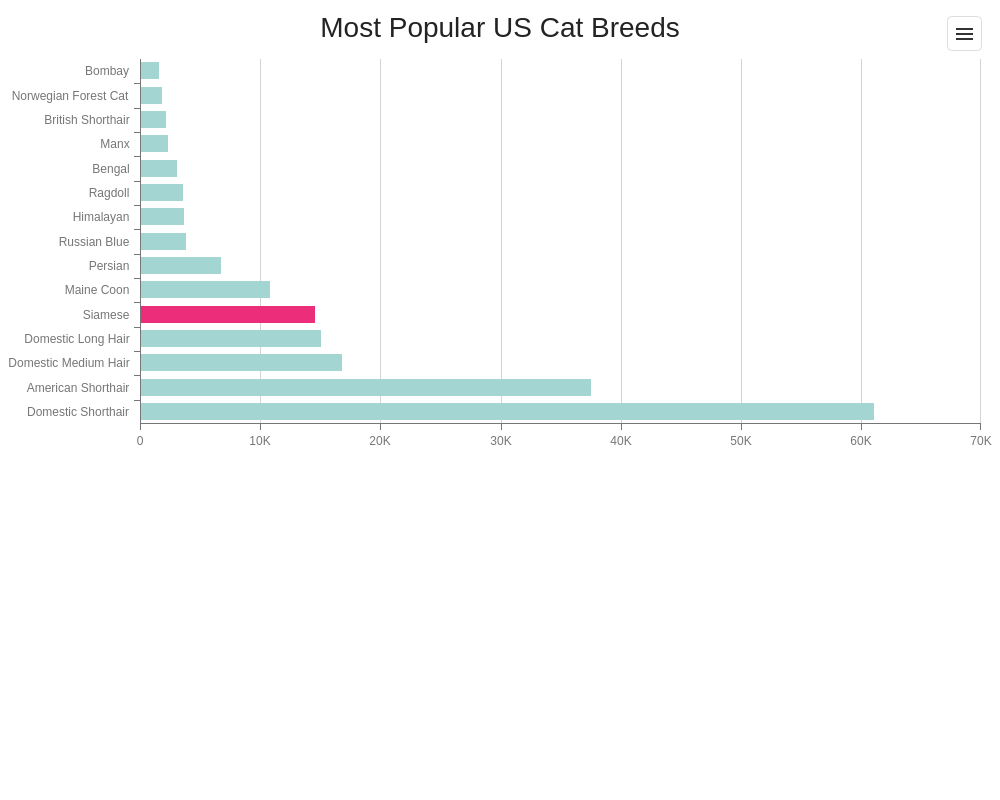 Most Popular US Cat Breeds
Bombay
Norwegian Forest Cat
British Shorthair
Manx
Bengal
Ragdoll
Himalayan
Russian Blue
Persian
Maine Coon
Siamese
Domestic Long Hair
Domestic Medium Hair
American Shorthair
Domestic Shorthair
0 10K 20K 30K 40K 50K 60K 70K